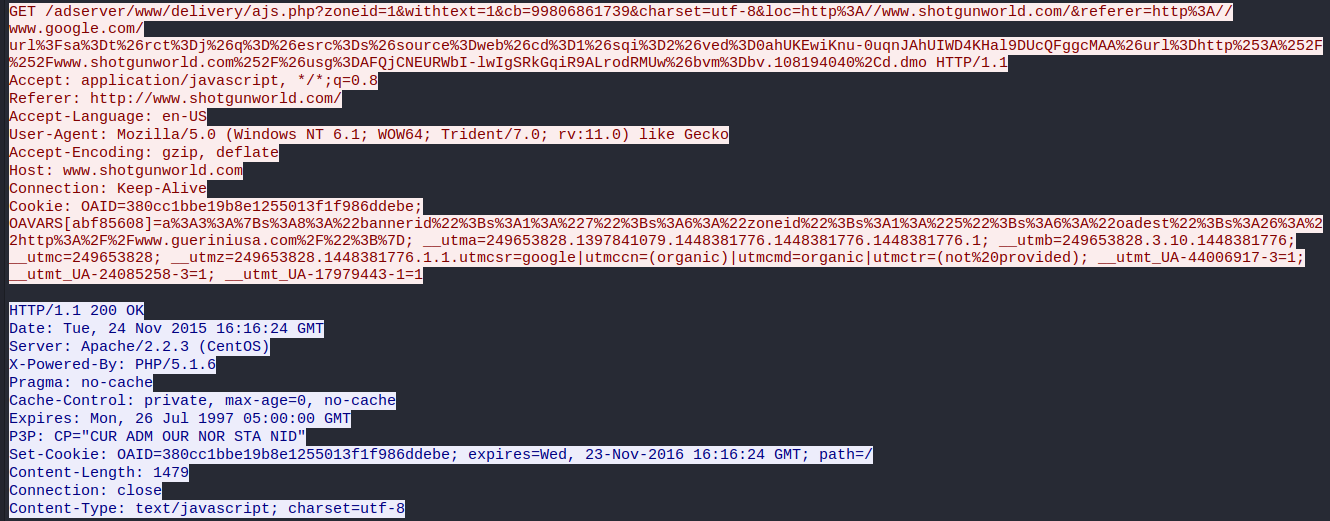 GET /adserver/www/delivery/ajs.php?zoneid=1&withtext=1&cb=99806861739&charset=utf-8&loc=http%3A//www.shotgunworld.com/&referer=http%3A//
www.google.com/
url%3Fsa%3Dt%26rct%3Dj%26q%3D%26esrc%3Ds%26source%3Dweb%26cd%3D1%26sqi%3D2%26ved%3D0ahUKEwiKnu-0uqnJAhUIWD4KHal9DUcQFggcMAA%26url%3Dhttp%253A%252F
%252Fwww.shotgunworld.com%252F%26usg%3DAFQjCNEURWbI-lwIgSRkGqiR9ALrodRMUw%26bvm%3Dbv.108194040%2Cd.dmo HTTP/1.1
Accept: application/javascript, */*;q=0.8
Referer: http://www.shotgunworld.com/
Accept-Language: en-US
User-Agent: Mozilla/5.0 (Windows NT 6.1; WOW64; Trident/7.0; rv:11.0) like Gecko
Accept-Encoding: gzip, deflate
Host: www.shotgunworld.com
Connection: Keep-Alive
Cookie: OAID=380cc1bbe19b8e1255013f1f986ddebe;
OAVARS[abf85608]=a%3A3%3A%7Bs%3A8%3A%22bannerid%22%3Bs%3A1%3A%227%22%3Bs%3A6%3A%22zoneid%22%3Bs%3A1%3A%225%22%3Bs%3A6%3A%22oadest%22%3Bs%3A26%3A%2
2http%3A%2F%2Fwww.gueriniusa.com%2F%22%3B%7D; __utma=249653828.1397841079.1448381776.1448381776.1448381776.1; __utmb=249653828.3.10.1448381776;
__utmc=249653828; __utmz=249653828.1448381776.1.1.utmcsr=google|utmccn=(organic)|utmcmd=organic|utmctr=(not%20provided); __utmt_UA-44006917-3=1;
__utmt_UA-24085258-3=1; __utmt_UA-17979443-1=1
HTTP/1.1 200 OK
Date: Tue, 24 Nov 2015 16:16:24 GMT
Server: Apache/2.2.3 (CentOS)
X-Powered-By: PHP/5.1.6
Pragma: no-cache
Cache-Control: private, max-age=0, no-cache
Expires: Mon, 26 Jul 1997 05:00:00 GMT
P3P: CP="CUR ADM OUR NOR STA NID"
Set-Cookie: OAID=380cc1bbe19b8e1255013f1f986ddebe; expires=Wed, 23-Nov-2016 16:16:24 GMT; path=/
Content-Length: 1479
Connection: close
Content-Type: text/javascript; charset=utf-8